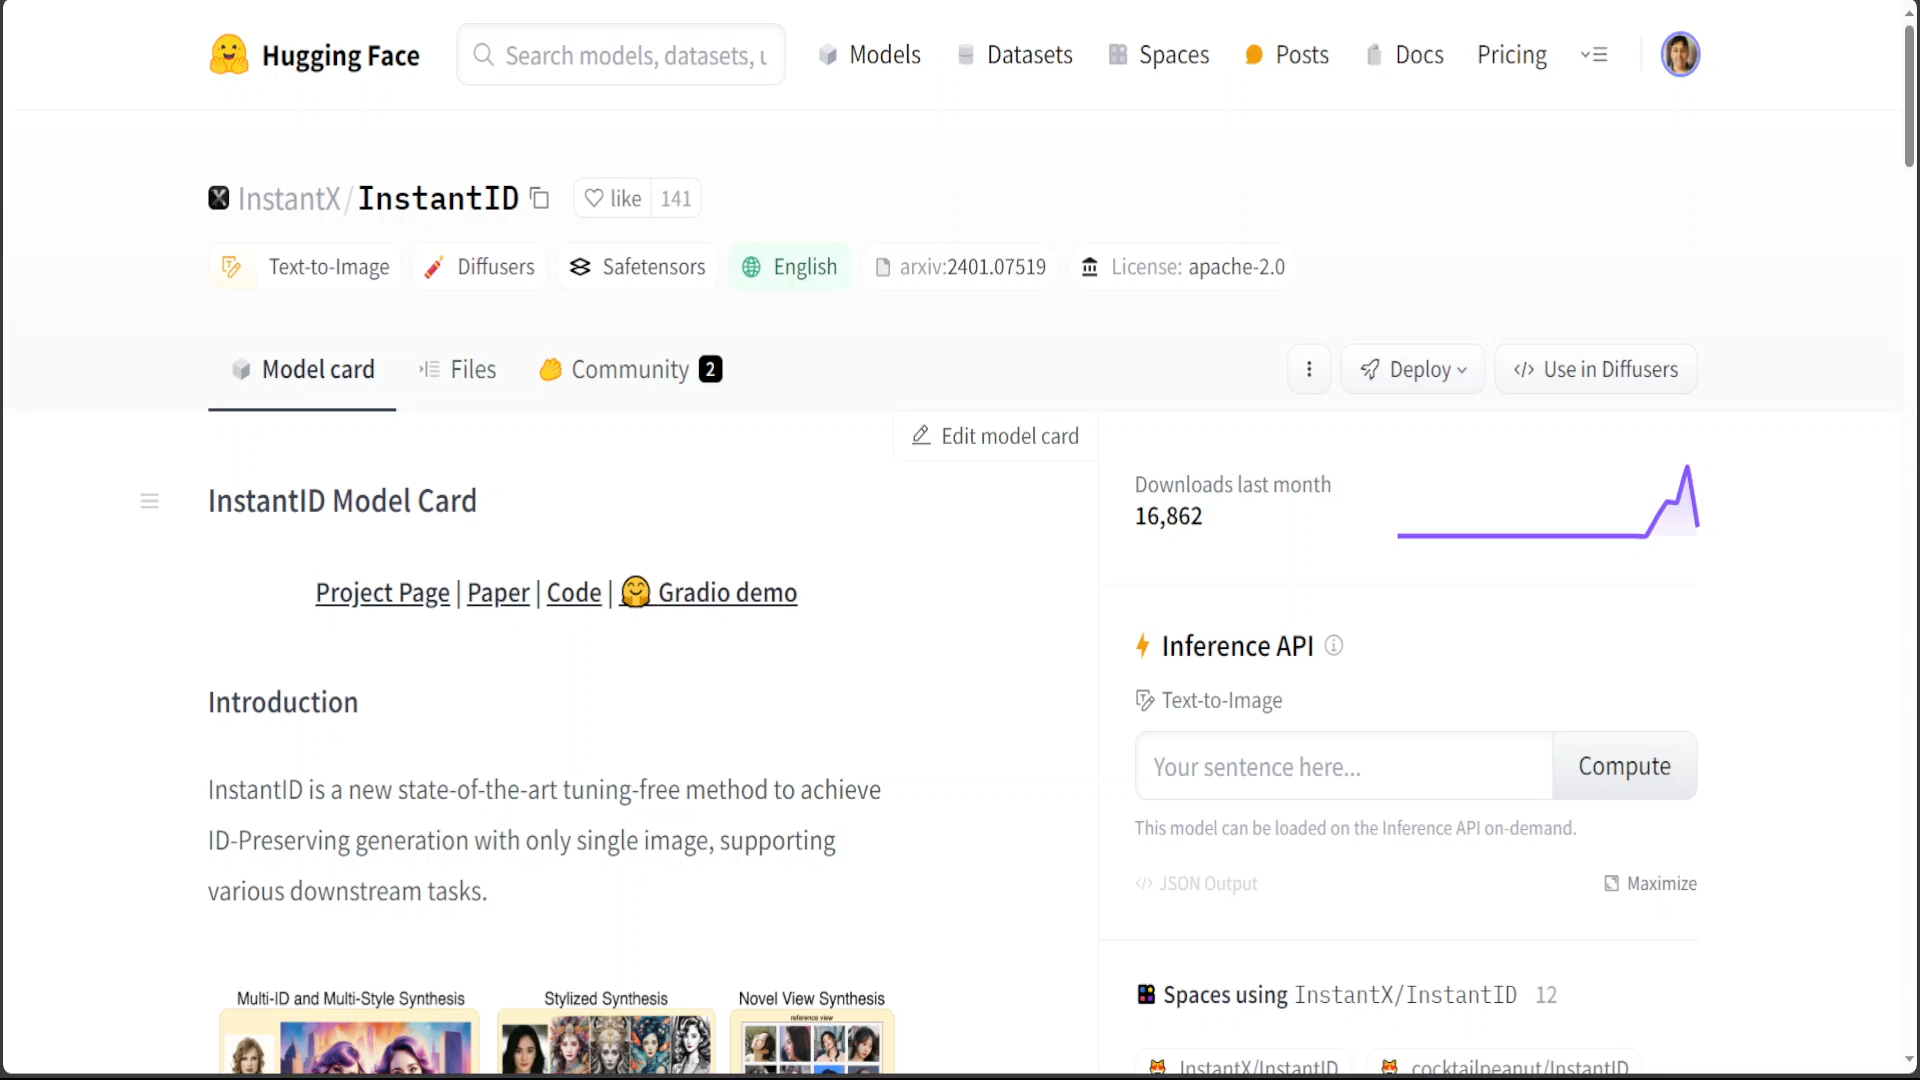 Hugging Face
Search models, datasets, u
Models
Datasets
Spaces
Posts
Docs
Pricing
InstantX/InstantID
like 141
Text-to-Image
Diffusers
Safetensors
English
arxiv:2401.07519
License: apache-2.0
Model card
Files
Community 2
Deploy
Use in Diffusers
Edit model card
InstantID Model Card
Project Page | Paper | Code | 🤗 Gradio demo
Introduction
InstantID is a new state-of-the-art tuning-free method to achieve
ID-Preserving generation with only single image, supporting
various downstream tasks.
Multi-ID and Multi-Style Synthesis
Stylized Synthesis
Novel View Synthesis
reference view
Downloads last month
16,862
Inference API
Text-to-Image
Your sentence here...
Compute
This model can be loaded on the Inference API on-demand.
JSON Output
Maximize
Spaces using InstantX/InstantID 12
InstantX/InstantID
cocktailpeanut/InstantID